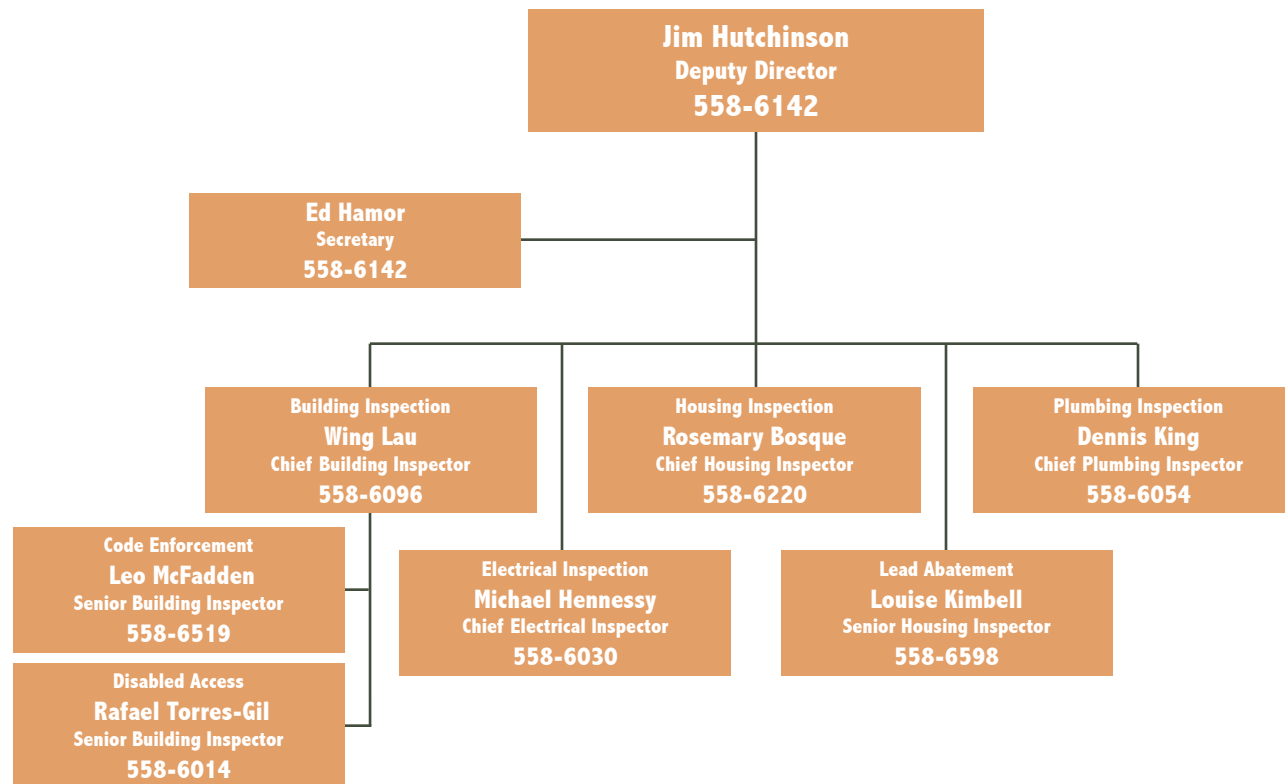 Jim Hutchinson
Deputy Director
558-6142
Ed Hamor
Secretary
558-6142
Building Inspection
Wing Lau
Chief Building Inspector
558-6096
Housing Inspection
Rosemary Bosque
Chief Housing Inspector
558-6220
Plumbing Inspection
Dennis King
Chief Plumbing Inspector
558-6054
Code Enforcement
Leo McFadden
Senior Building Inspector
558-6519
Electrical Inspection
Michael Hennessy
Chief Electrical Inspector
558-6030
Lead Abatement
Louise Kimbell
Senior Housing Inspector
558-6598
Disabled Access
Rafael Torres-Gil
Senior Building Inspector
558-6014